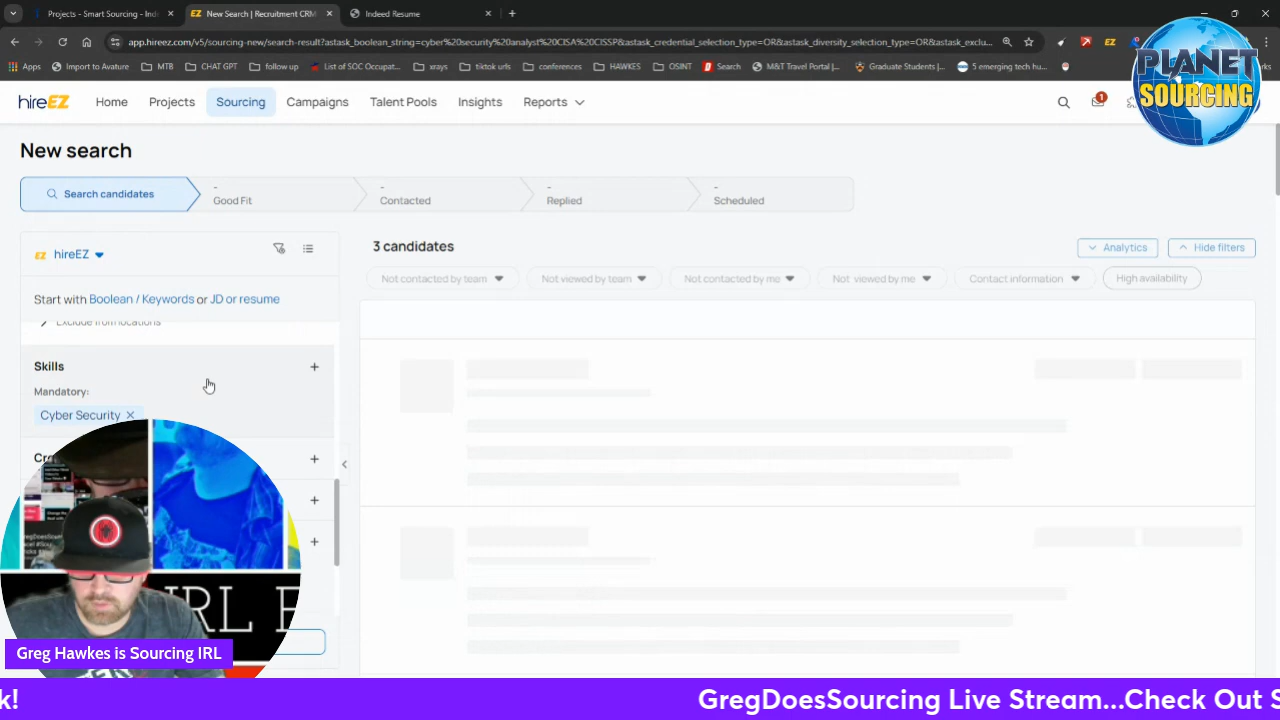 Projects - Smart Sourcing - Inde
New Search | Recruitment CRM
Indeed Resume
app.hireez.com/v5/sourcing-new/search-result?astask_boolean_string=cyber%20security%20analyst%20CISA%20CISSP&astask_credential_selection_type=OR&astask_diversity_selection_type=OR&astask_exclu...
Apps
Import to Avature
MTB
CHAT GPT
follow up
List of SOC Occupat...
xrays
tiktok urls
conferences
HAWKES
OSINT
Search
M&T Travel Portal |...
Graduate Students |...
5 emerging tech hu...
PLANET
SOURCING
hireEZ
Home
Projects
Sourcing
Campaigns
Talent Pools
Insights
Reports
1
New search
Search candidates
-
Good Fit
-
Contacted
-
Replied
-
Scheduled
EZ hireEZ
3 candidates
Analytics
Hide filters
Not contacted by team
Not viewed by team
Not contacted by me
Not viewed by me
Contact information
High availability
Start with Boolean / Keywords or JD or resume
Exclude from locations
Skills
Mandatory:
Cyber Security
IRL
Greg Hawkes is Sourcing IRL
k!
GregDoesSourcing Live Stream...Check Out S